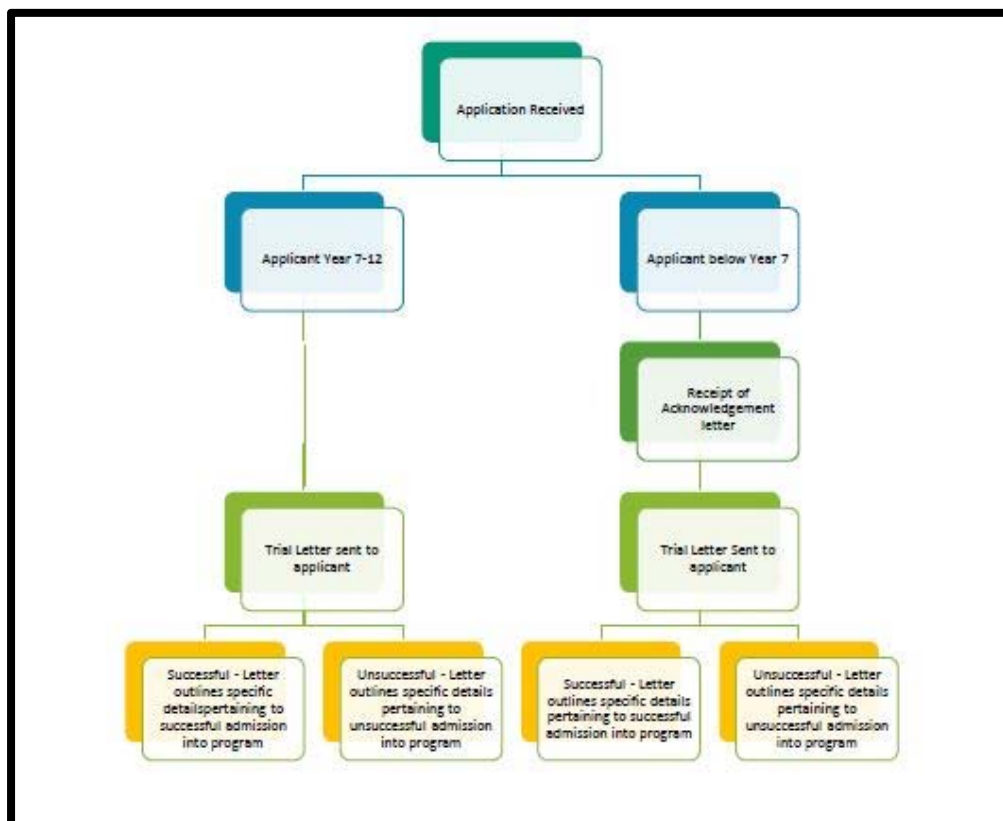 Application Received
Applicant Year 7-12
Applicant below Year 7
Receipt of
Acknowledgement
letter
Trial Letter sent to
applicant
Trial Letter Sent to
applicant
Successful - Letter
outlines specific
detailspertaining to
successful admission
into program
Unsuccessful - Letter
outlines specific details
pertaining to
unsuccessful admission
into program
Successful - Letter
outlines specific details
pertaining to successful
admission into program
Unsuccessful - Letter
outlines specific details
pertaining to
unsuccessful admission
into program